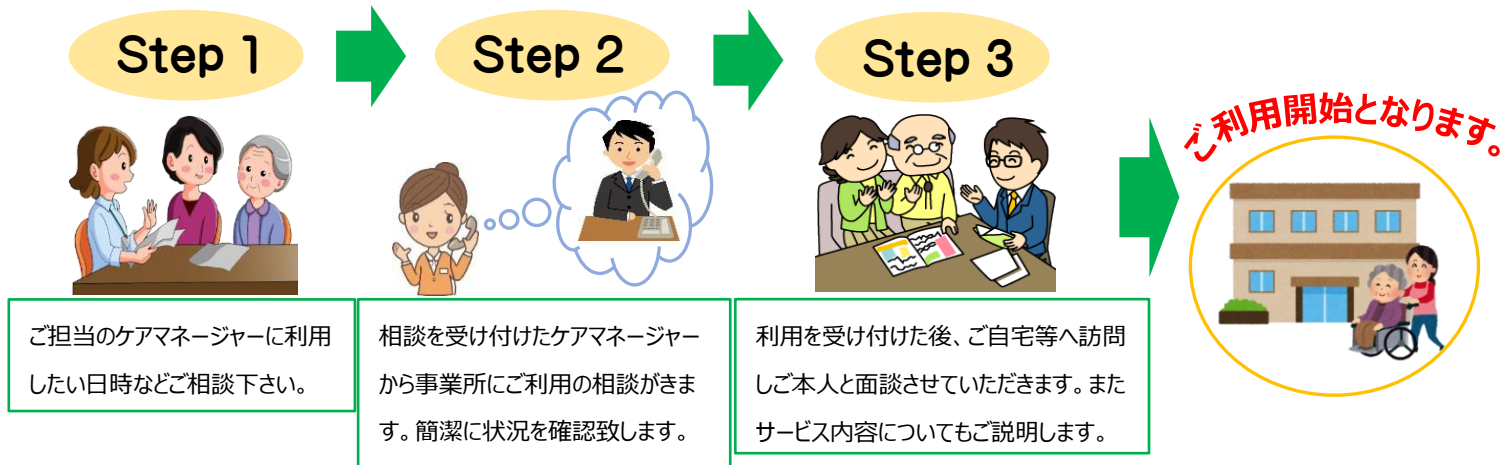 Step 1
Step 2
Step 3
ご利用開始となります。
ご担当のケアマネージャーに利用
したい日時などご相談下さい。
相談を受け付けたケアマネージャー
から事業所にご利用の相談がきま
す。簡潔に状況を確認致します。
利用を受け付けた後、ご自宅等へ訪問
しご本人と面談させていただきます。また
サービス内容についてもご説明します。